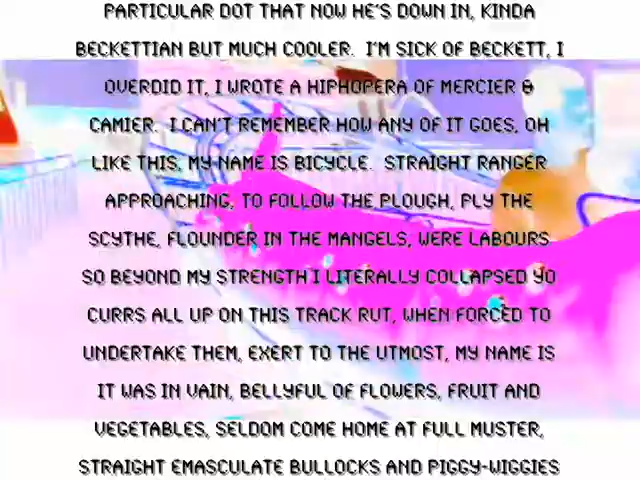 PARTICULAR DOT THAT NOW HE'S DOWN IN, KINDA
BECKETTIAN BUT MUCH COOLER. I'M SICK OF BECKETT, I
OVERDID IT, I WROTE A HIPHOPERA OF MERCIER &
CAMIER. I CAN'T REMEMBER HOW ANY OF IT GOES, OH
LIKE THIS, MY NAME IS BICYCLE. STRAIGHT RANGER
APPROACHING, TO FOLLOW THE PLOUGH, PLY THE
SCYTHE, FLOUNDER IN THE MANGELS, WERE LABOURS
SO BEYOND MY STRENGTH I LITERALLY COLLAPSED YO
CURRS ALL UP ON THIS TRACK RUT, WHEN FORCED TO
UNDERTAKE THEM, EXERT TO THE UTMOST, MY NAME IS
IT WAS IN VAIN, BELLYFUL OF FLOWERS, FRUIT AND
VEGETABLES, SELDOM COME HOME AT FULL MUSTER,
STRAIGHT EMASCULATE BULLOCKS AND PIGGY-WIGGIES